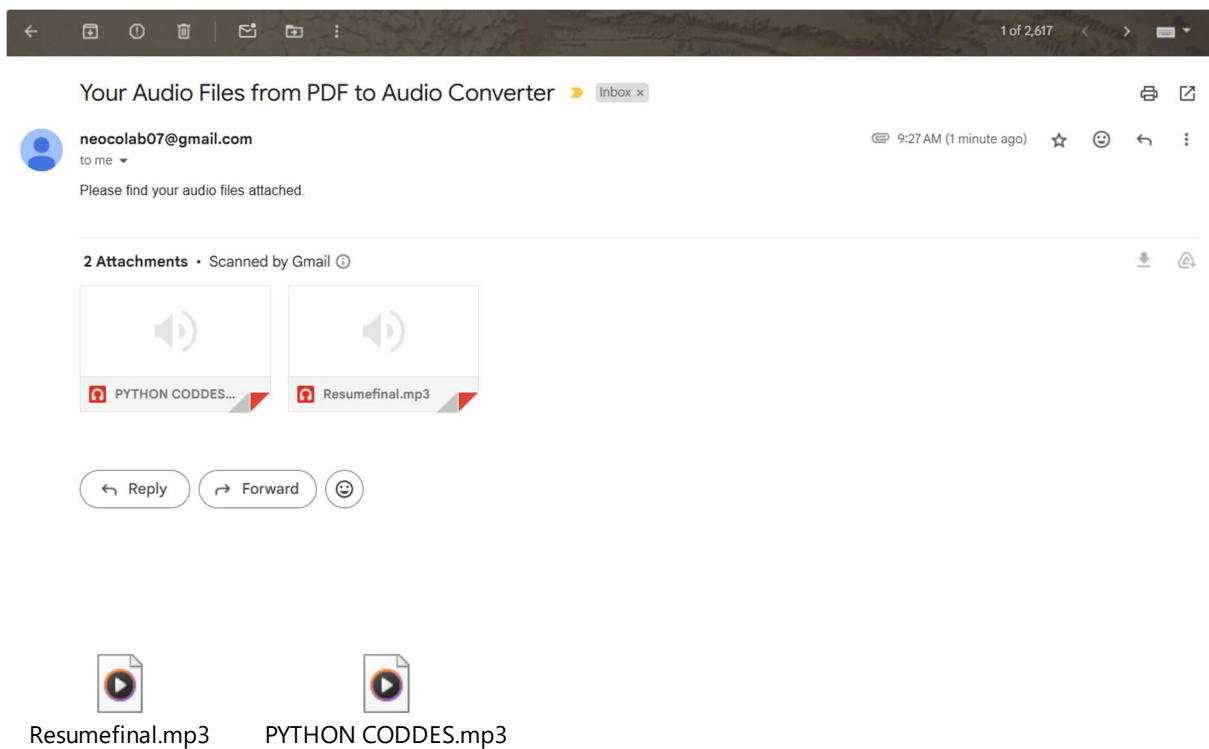 1 of 2,617
Your Audio Files from PDF to Audio Converter Inbox ×
neocolab07@gmail.com 9:27 AM (1 minute ago)
to me
Please find your audio files attached.
2 Attachments • Scanned by Gmail
PYTHON CODDES... Resumefinal.mp3
Reply Forward
Resumefinal.mp3 PYTHON CODDES.mp3